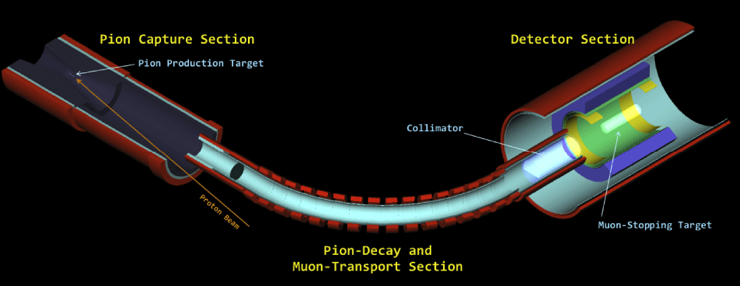 Pion Capture Section
Pion Production Target
Detector Section
Collimator
Proton Beam
Muon-Stopping Target
Pion-Decay and
Muon-Transport Section